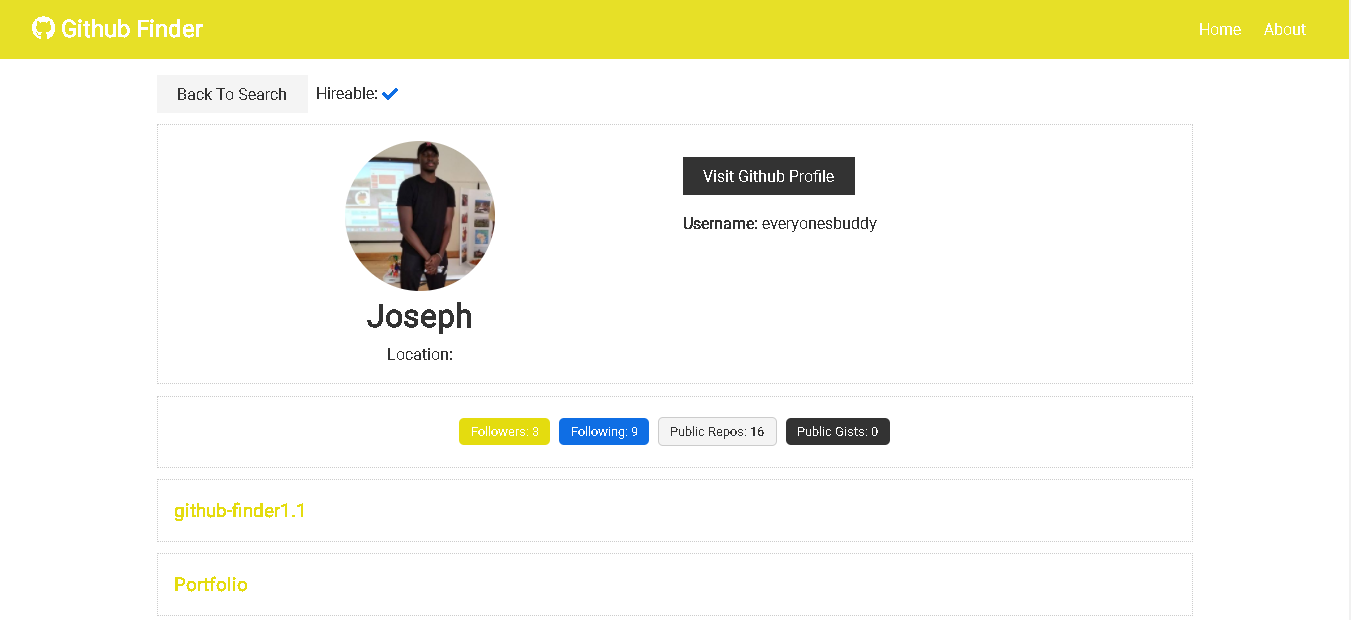 Github Finder
Home
About
Back To Search
Hireable:
Visit Github Profile
Username: everyonesbuddy
Joseph
Location:
Followers: 3
Following: 9
Public Repos: 16
Public Gists: 0
github-finder1.1
Portfolio